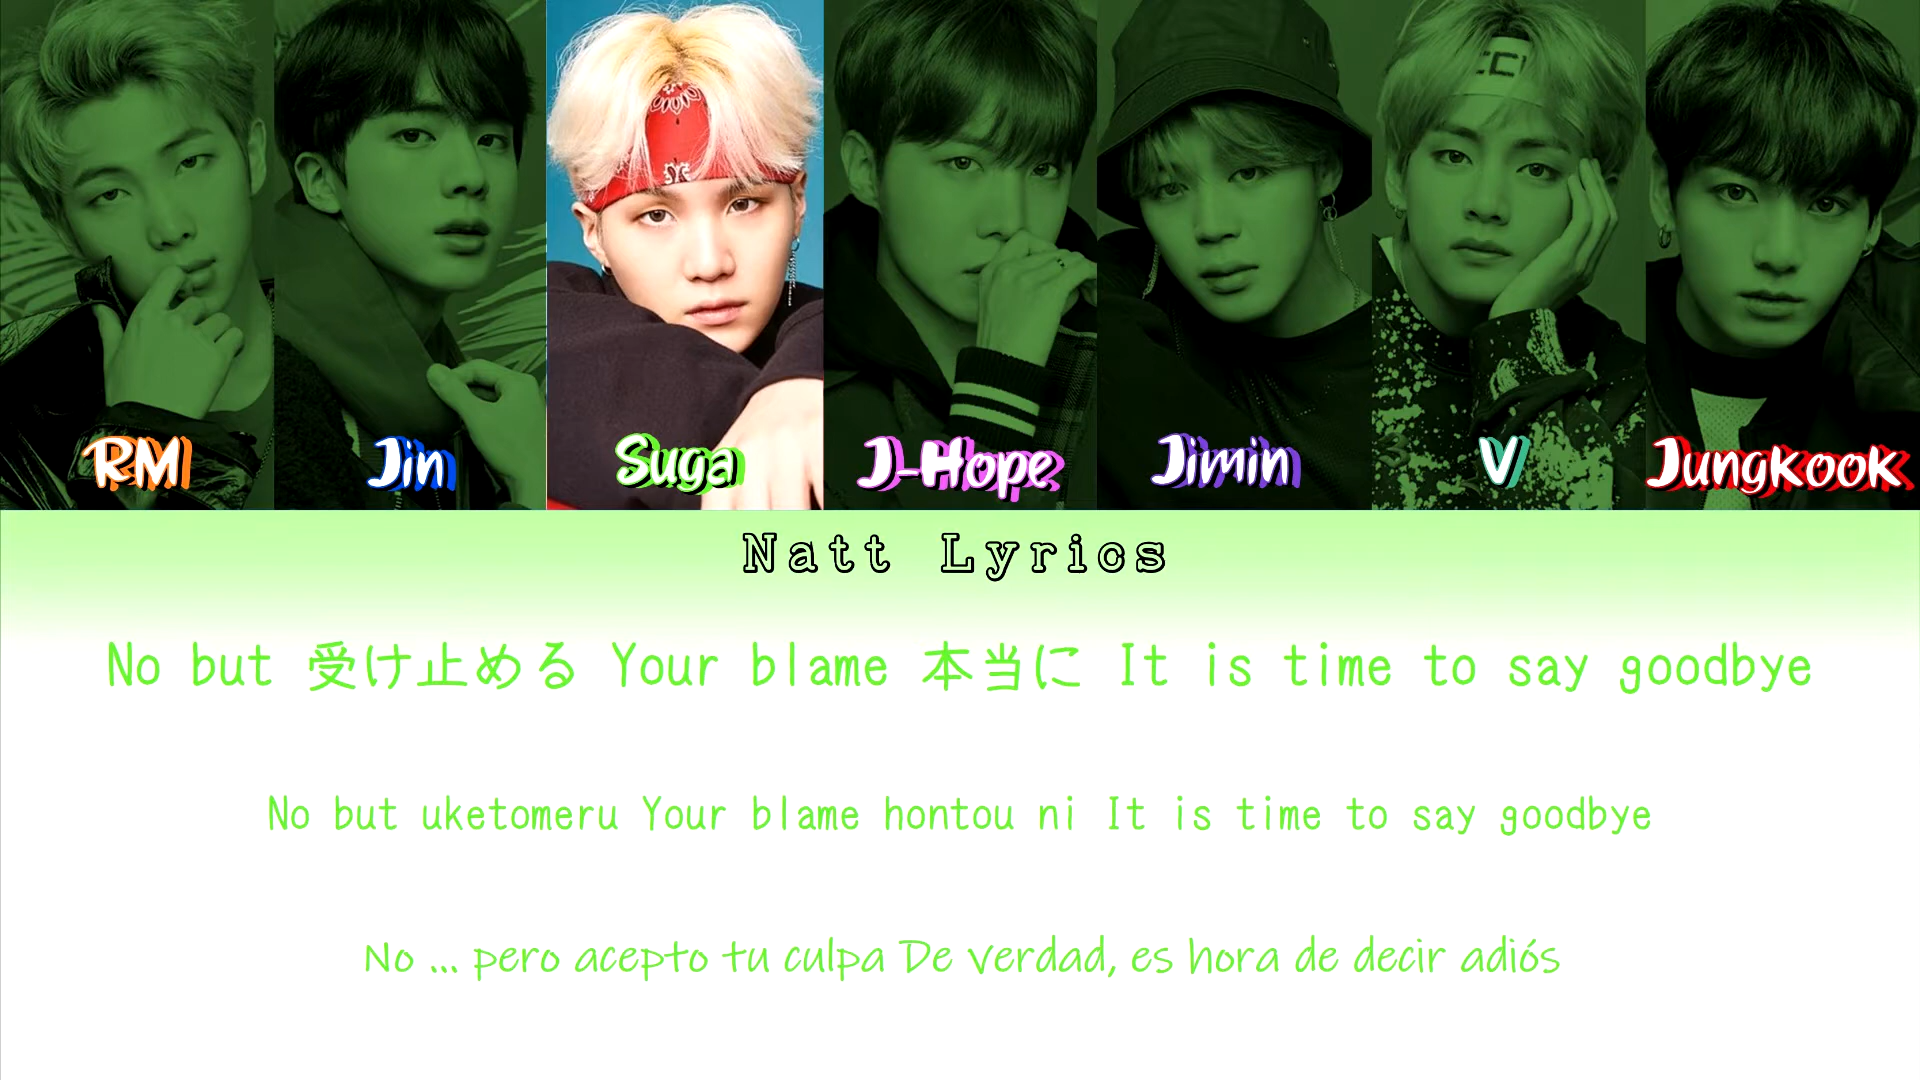 RM Jin Suga J-Hope Jimin V Jungkook
Natt Lyrics
No but 受け止める Your blame 本当に It is time to say goodbye
No but uketomeru Your blame hontou ni It is time to say goodbye
No ... pero acepto tu culpa De verdad, es hora de decir adiós